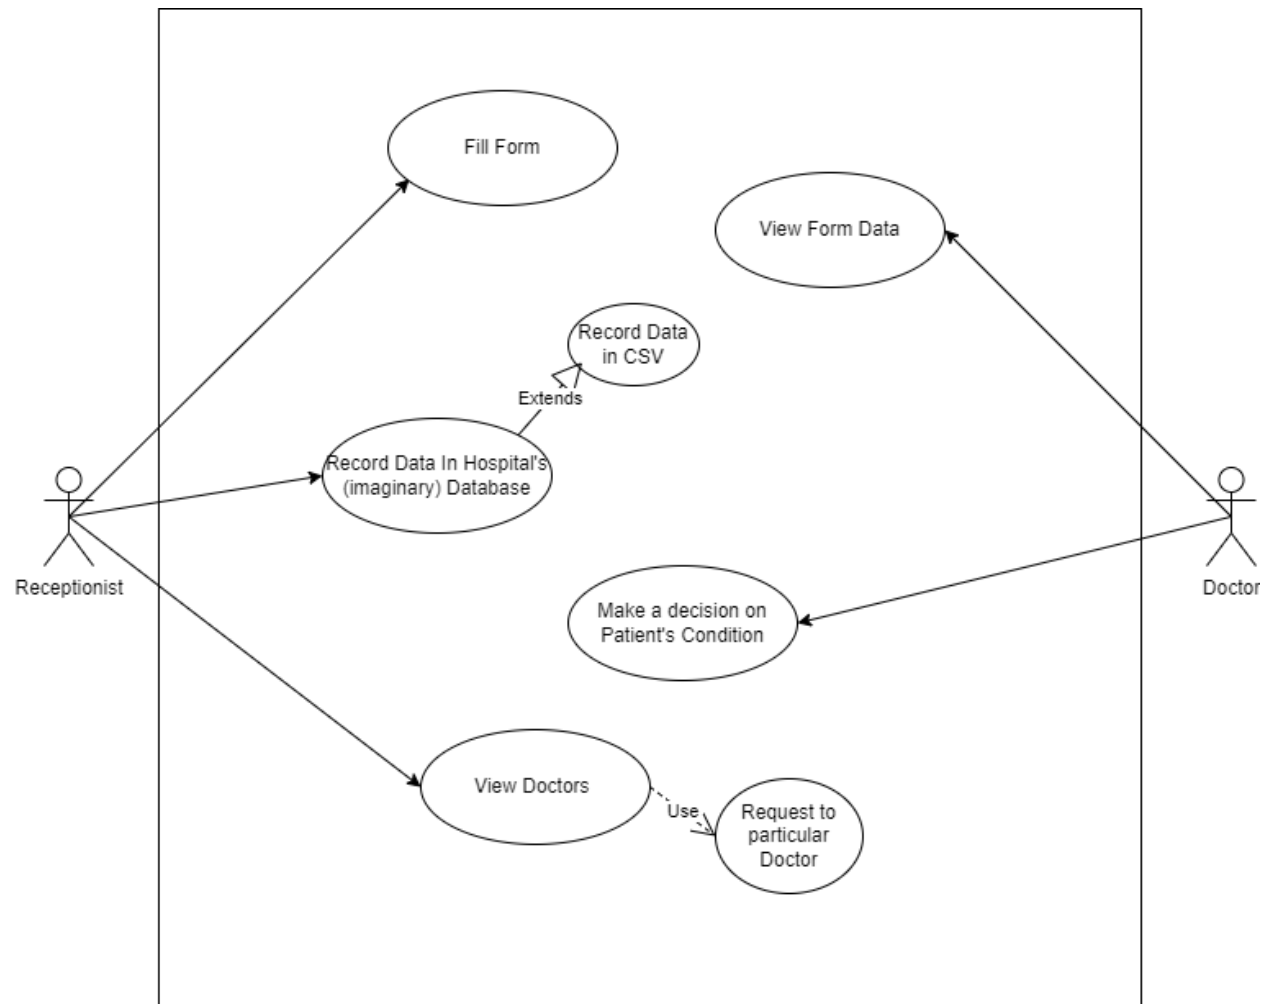 Fill Form
View Form Data
Record Data
in CSV
Extends
Record Data In Hospital's
(imaginary) Database
Receptionist
Doctor
Make a decision on
Patient's Condition
View Doctors
Use
Request to
particular
Doctor